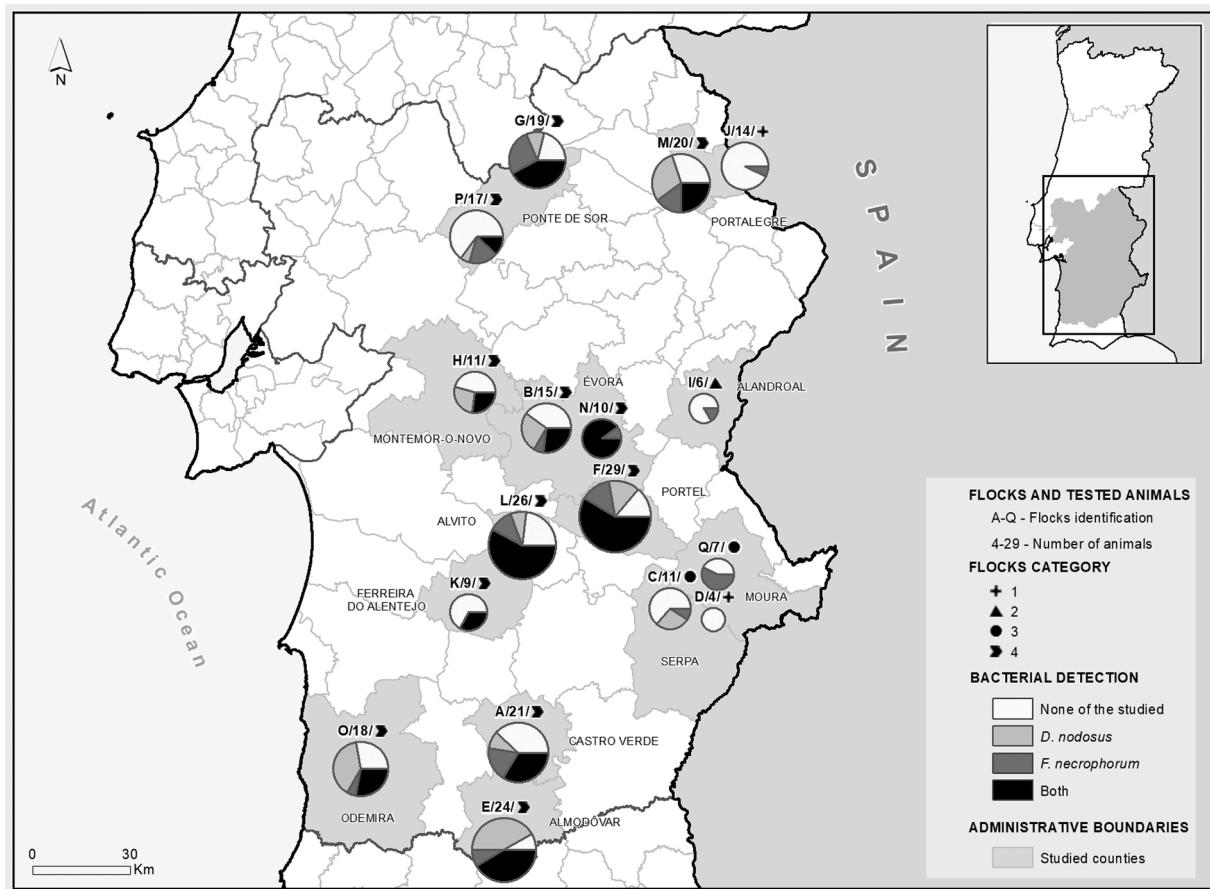 N
G/19/
M/20/
J/14/
P/17/
PONTE DE SOR
PORTALEGRE
SPAIN
H/11/
ÉVORA
B/15/
N/10/
I/6/
ALANDROAL
MONTEMOR-O-NOVO
F/29/
PORTEL
L/26/
ALVITO
Q/7/
C/11/
D/4/
MOURA
K/9/
FERREIRA
DO ALENTEJO
SERPA
Atlantic Ocean
O/18/
A/21/
CASTRO VERDE
E/24/
ALMODÔVAR
ODEMIRA
0 30
Km
FLOCKS AND TESTED ANIMALS
A-Q - Flocks identification
4-29 - Number of animals
FLOCKS CATEGORY
1
2
3
4
BACTERIAL DETECTION
None of the studied
D. nodosus
F. necrophorum
Both
ADMINISTRATIVE BOUNDARIES
Studied counties